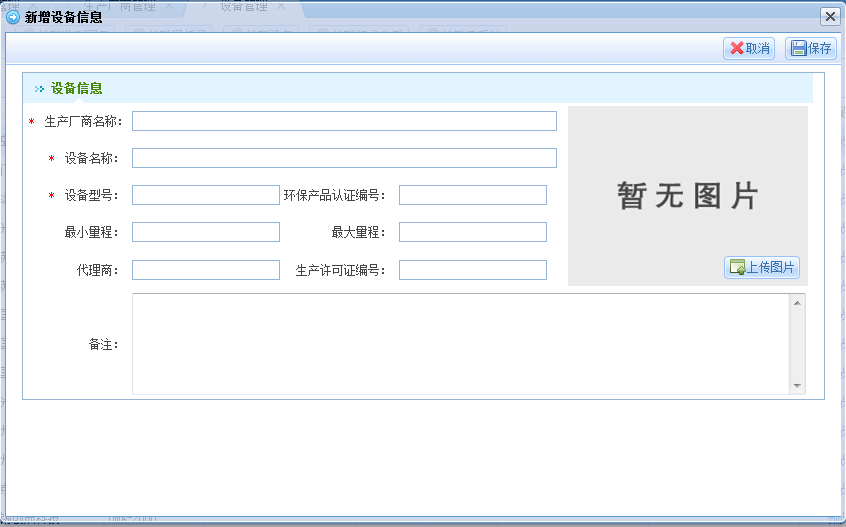 新增设备信息
取消
保存
设备信息
* 生产厂商名称:
* 设备名称:
* 设备型号:
环保产品认证编号:
最小量程:
最大量程:
代理商:
生产许可证编号:
暂无图片
上传图片
备注: